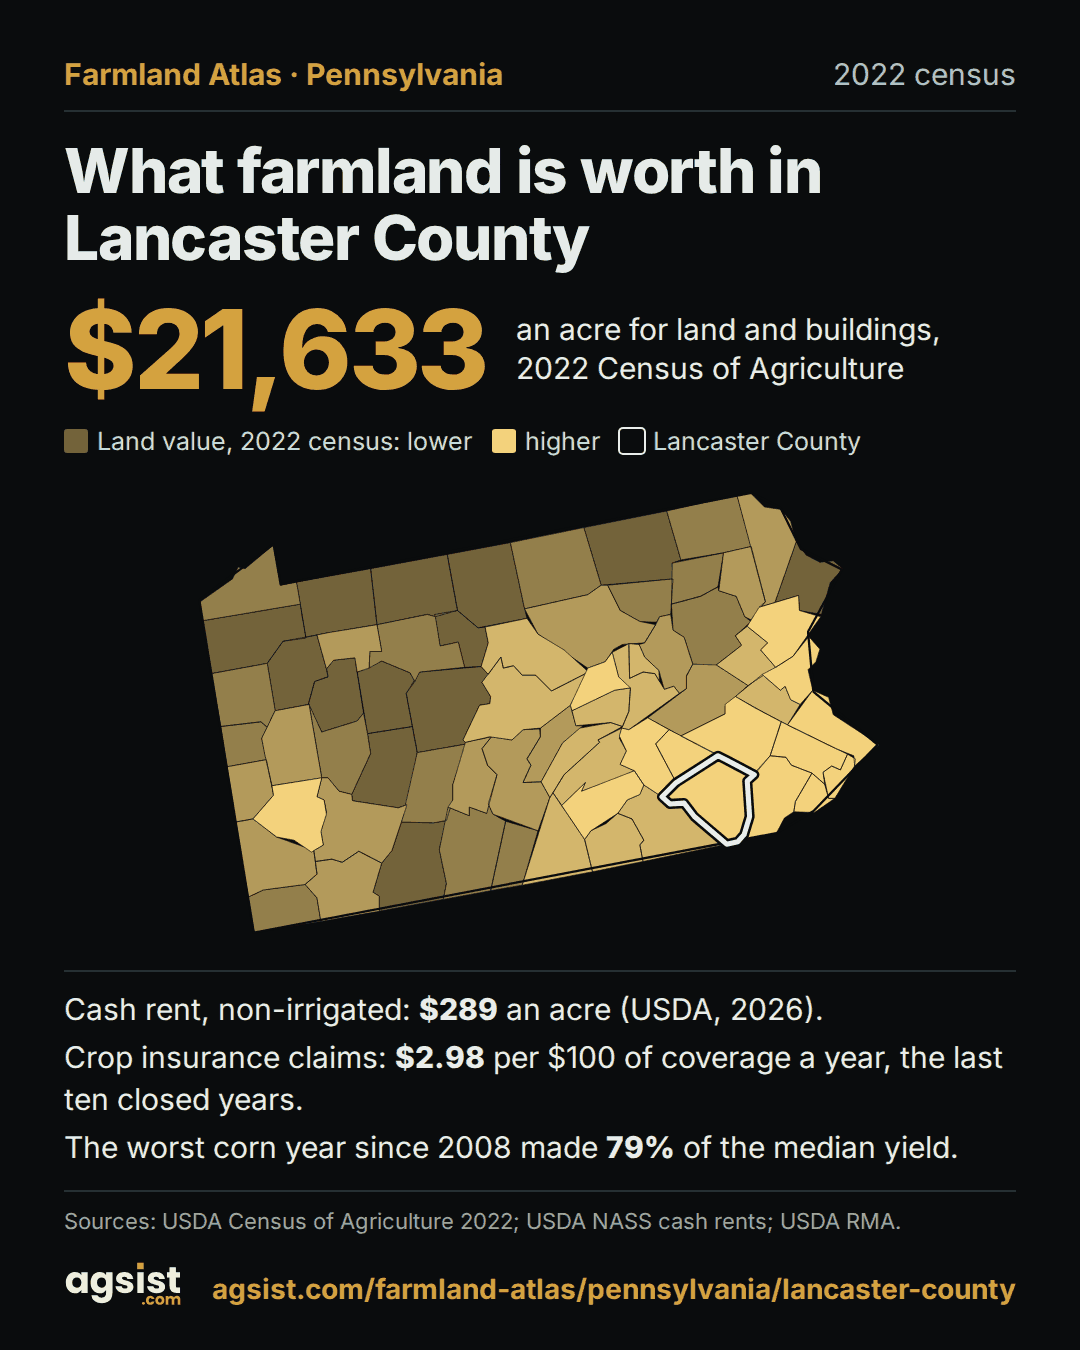 Farmland Atlas · Pennsylvania
2022 census
What farmland is worth in
Lancaster County
$21,633
an acre for land and buildings,
2022 Census of Agriculture
Land value, 2022 census: lower
higher
Lancaster County
Cash rent, non-irrigated: $289 an acre (USDA, 2026).
Crop insurance claims: $2.98 per $100 of coverage a year, the last
ten closed years.
The worst corn year since 2008 made 79% of the median yield.
Sources: USDA Census of Agriculture 2022; USDA NASS cash rents; USDA RMA.
agsist
.com
agsist.com/farmland-atlas/pennsylvania/lancaster-county